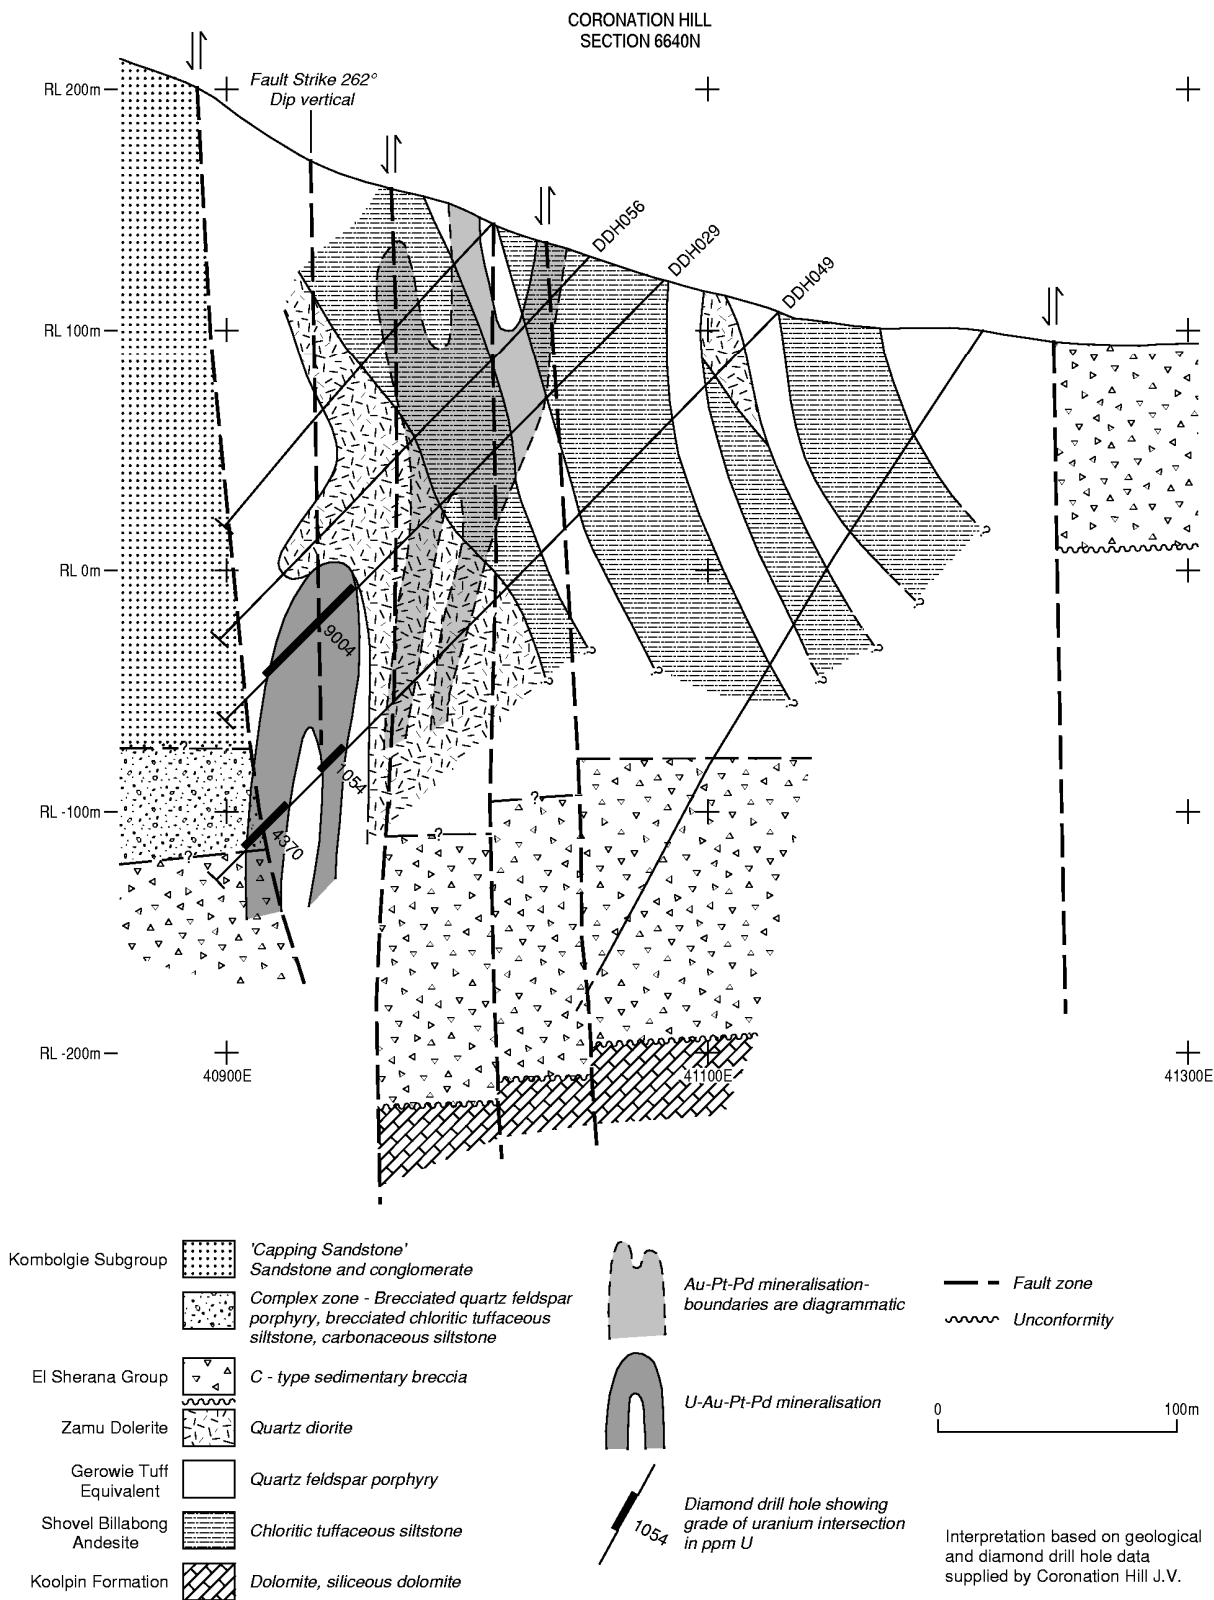 CORONATION HILL
SECTION 6640N
RL 200m
Fault Strike 262°
Dip vertical
DDH056
DDH029
DDH049
RL 100m
?
?
RL 0m
9004
?
?
?
?
?
?
?
?
1054
?
RL -100m
?
4370
?
RL -200m
40900E
41100E
41300E
Kombolgie Subgroup
'Capping Sandstone'
Sandstone and conglomerate
Complex zone - Brecciated quartz feldspar
porphyry, brecciated chloritic tuffaceous
siltstone, carbonaceous siltstone
El Sherana Group
C - type sedimentary breccia
Zamu Dolerite
Quartz diorite
Gerowie Tuff
Equivalent
Quartz feldspar porphyry
Shovel Billabong
Andesite
Chloritic tuffaceous siltstone
Koolpin Formation
Dolomite, siliceous dolomite
Au-Pt-Pd mineralisation-
boundaries are diagrammatic
U-Au-Pt-Pd mineralisation
1054
Diamond drill hole showing
grade of uranium intersection
in ppm U
Fault zone
Unconformity
0
100m
Interpretation based on geological
and diamond drill hole data
supplied by Coronation Hill J.V.